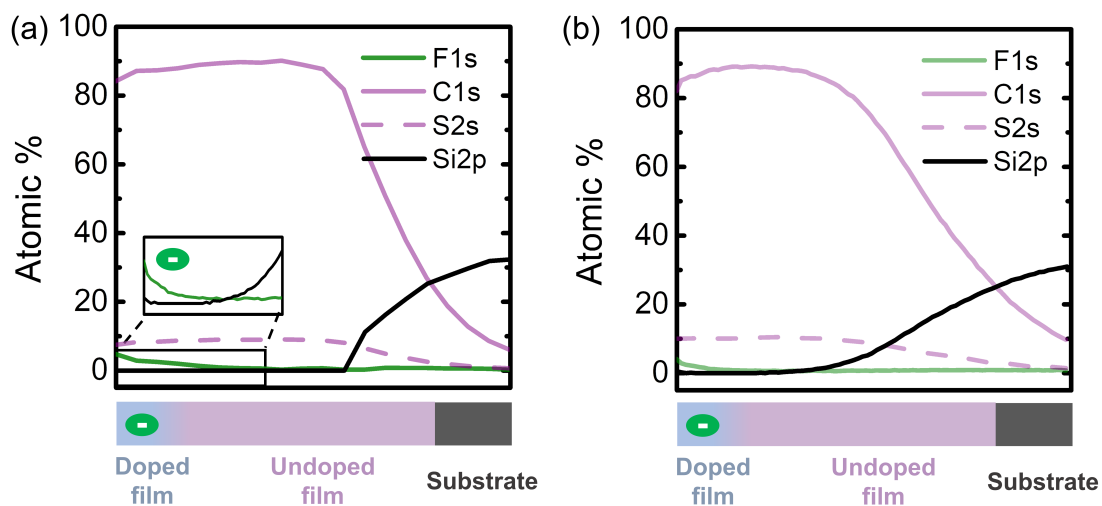 (a)
100
80
60
40
20
0
Atomic %
F1s
C1s
S2s
Si2p
-
-
Doped
film
Undoped
film
Substrate
(b)
100
80
60
40
20
0
Atomic %
F1s
C1s
S2s
Si2p
-
Doped
film
Undoped
film
Substrate